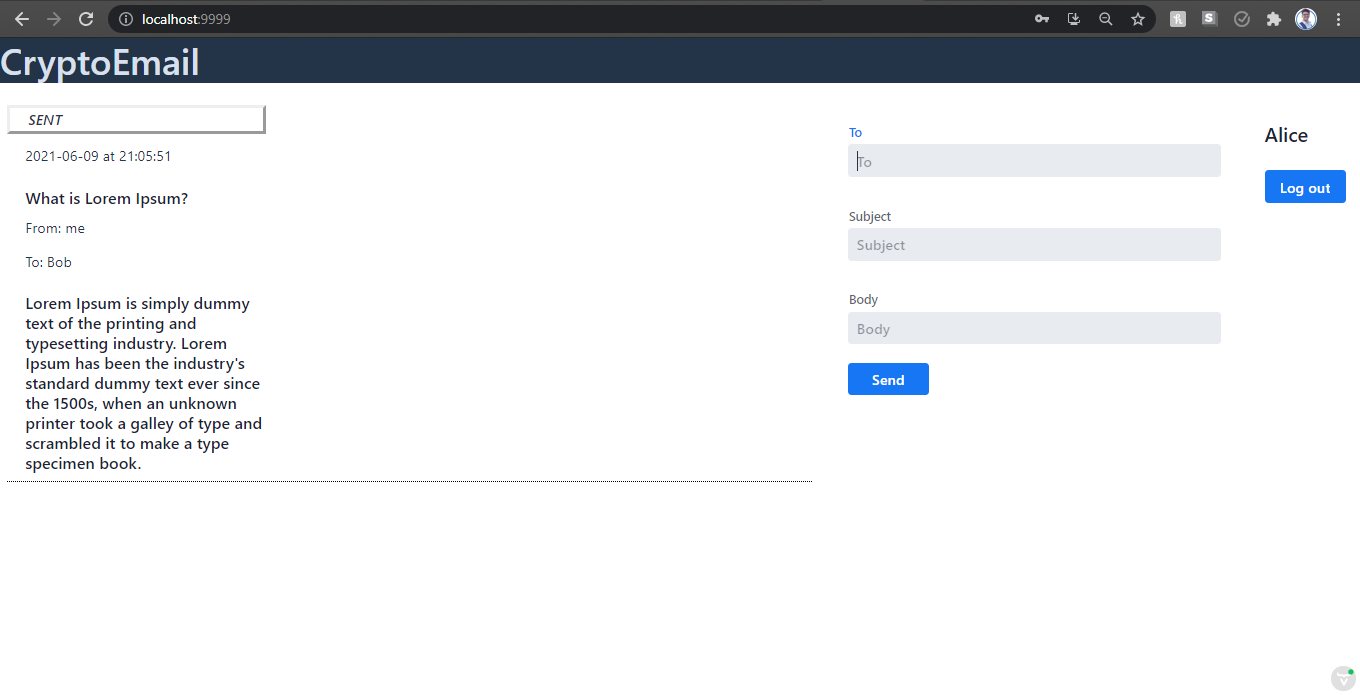 localhost:9999
S
CryptoEmail
SENT
2021-06-09 at 21:05:51
What is Lorem Ipsum?
From: me
To: Bob
Lorem Ipsum is simply dummy
text of the printing and
typesetting industry. Lorem
Ipsum has been the industry's
standard dummy text ever since
the 1500s, when an unknown
printer took a galley of type and
scrambled it to make a type
specimen book.
To
To
Subject
Subject
Body
Body
Send
Alice
Log out